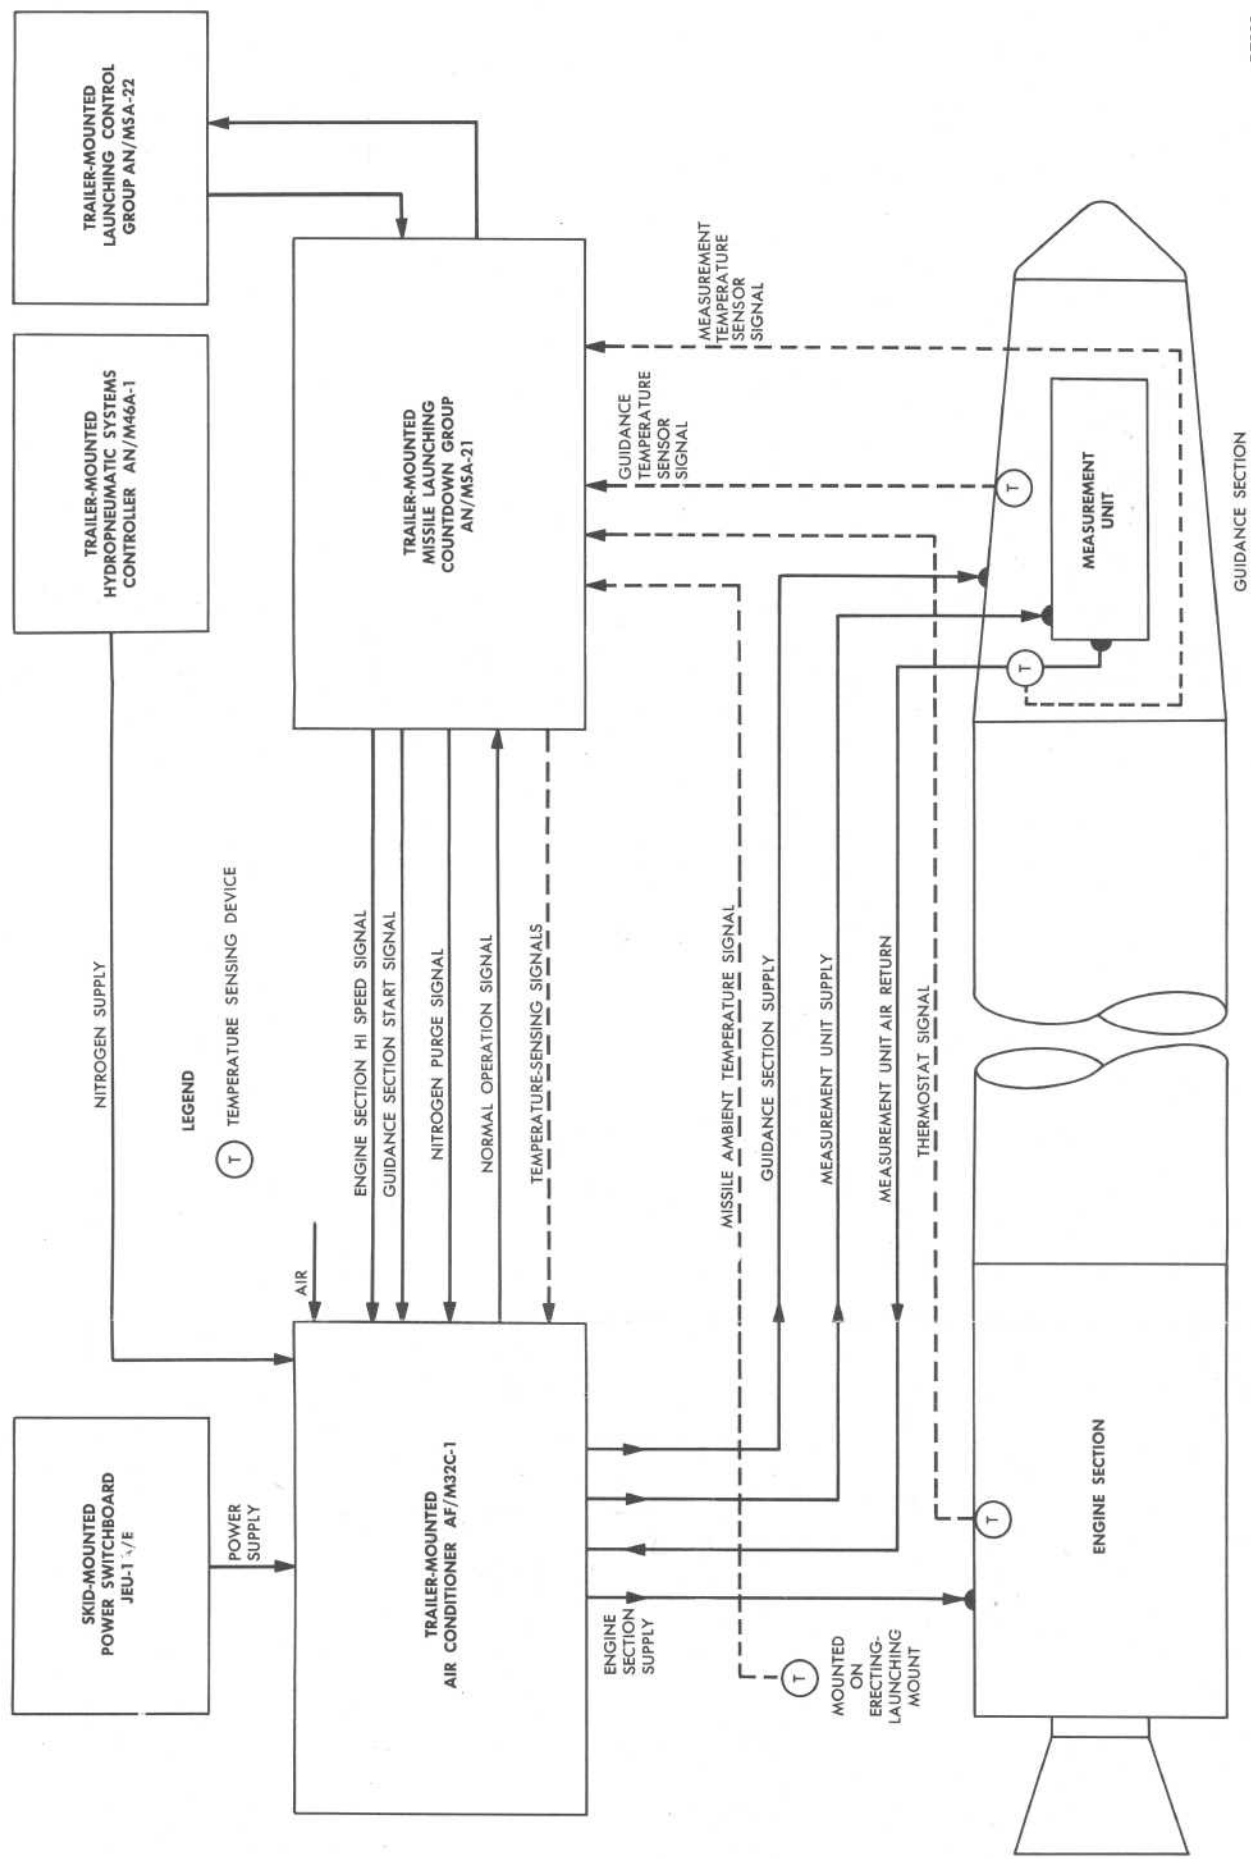 SKID-MOUNTED
POWER SWITCHBOARD
POWER
SUPPLY
NITROGEN SUPPLY
TRAILER-MOUNTED
HYDROPNEUMATIC SYSTEMS
CONTROLLER AN/M46A-1
TRAILER-MOUNTED
LAUNCHING CONTROL
GROUP AN/MSA-22
LEGEND
T
TEMPERATURE SENSING DEVICE
AIR
ENGINE SECTION HI SPEED SIGNAL
GUIDANCE SECTION START SIGNAL
NITROGEN PURGE SIGNAL
NORMAL OPERATION SIGNAL
TEMPERATURE-SENSING SIGNALS
TRAILER-MOUNTED
AIR CONDITIONER AF/M32C-1
TRAILER-MOUNTED
MISSILE LAUNCHING
COUNTDOWN GROUP
AN/MSA-21
ENGINE
SECTION
SUPPLY
GUIDANCE
TEMPERATURE
SENSOR
SIGNAL
MEASUREMENT
TEMPERATURE
SENSOR
SIGNAL
MISSILE AMBIENT TEMPERATURE SIGNAL
GUIDANCE SECTION SUPPLY
MEASUREMENT UNIT SUPPLY
MEASUREMENT UNIT AIR RETURN
THERMOSTAT SIGNAL
T
MOUNTED
ON
ERECTING-
LAUNCHING
MOUNT
T
T
T
ENGINE SECTION
MEASUREMENT
UNIT
GUIDANCE SECTION